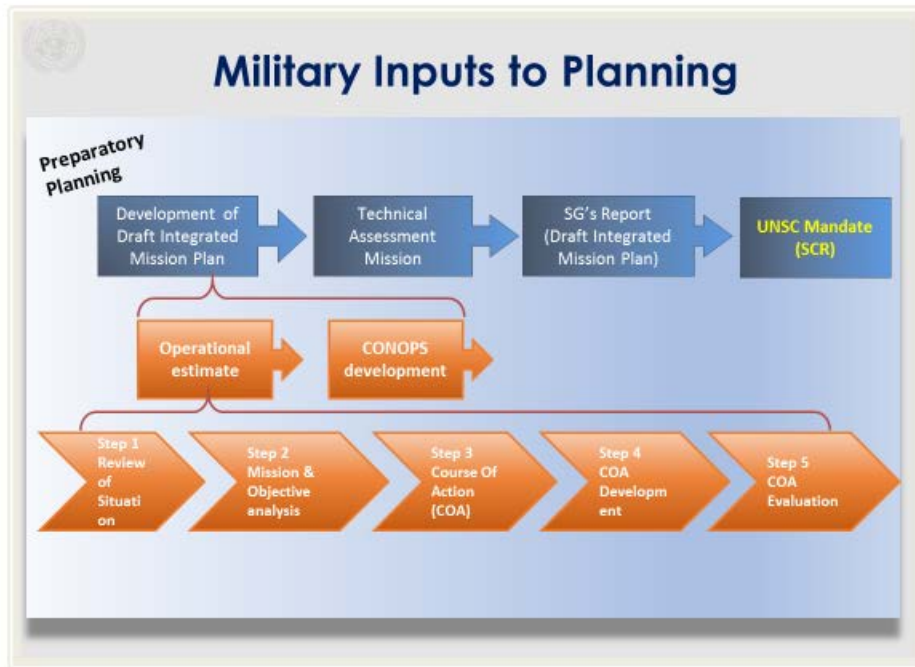 Military Inputs to Planning
Preparatory
Planning
Development of
Draft Integrated
Mission Plan
Technical
Assessment
Mission
SG's Report
(Draft Integrated
Mission Plan)
UNSC Mandate
(SCR)
Operational
estimate
CONOPS
development
Step 1
Review
of
Situati
on
Step 2
Mission &
Objective
analysis
Step 3
Course Of
Action
(COA)
Step 4
COA
Developm
ent
Step 5
COA
Evaluation